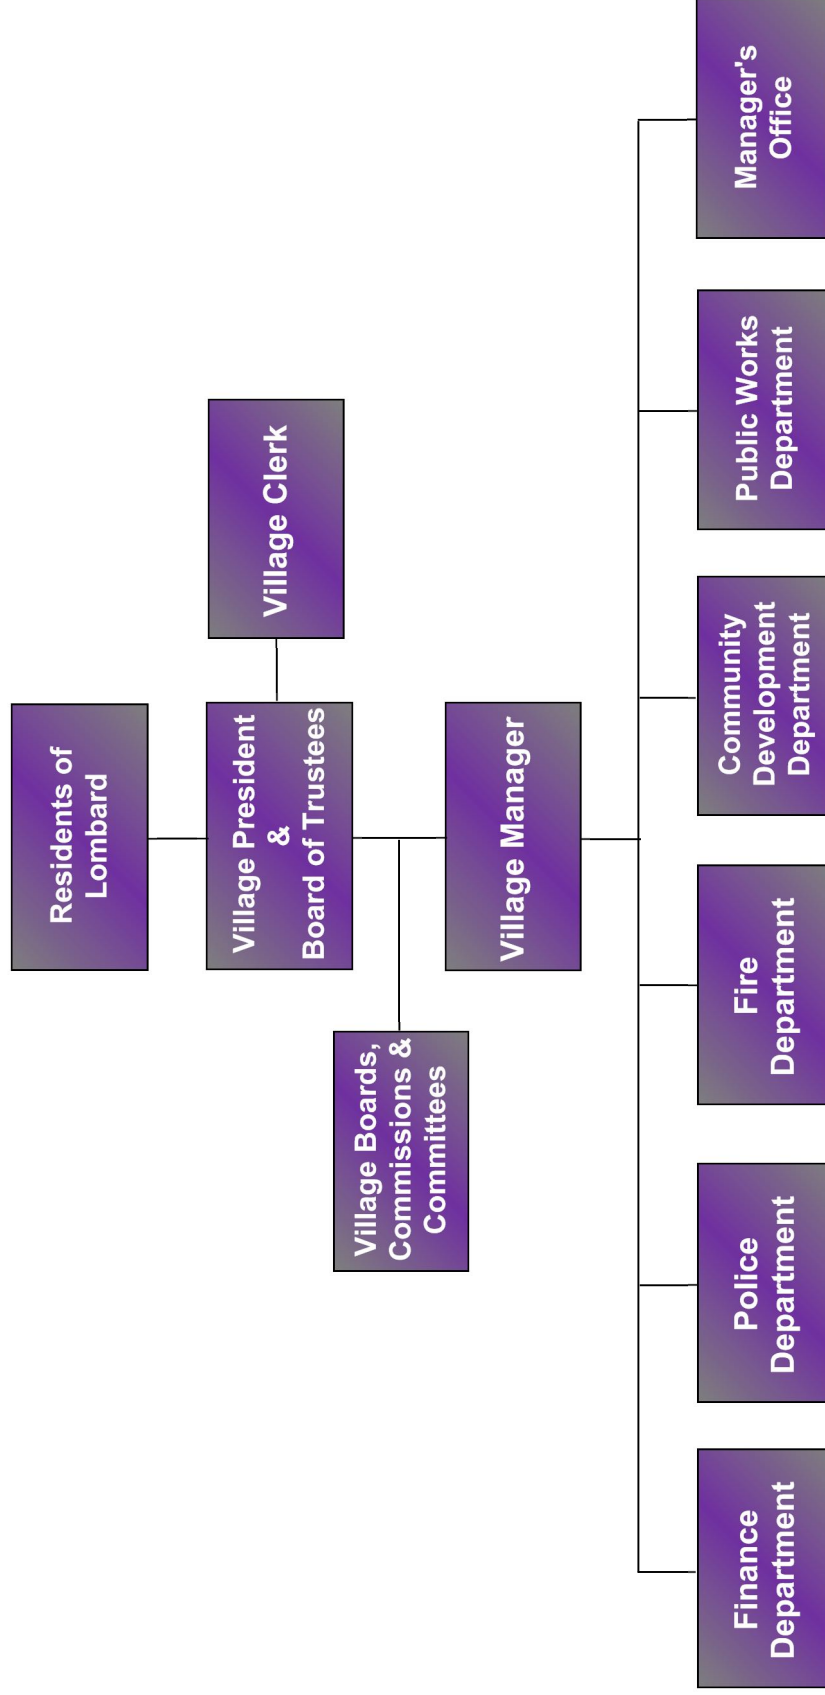 Residents of
Lombard
Village President
&
Board of Trustees
Village Clerk
Village Boards,
Commissions &
Committees
Village Manager
Finance
Department
Police
Department
Fire
Department
Community
Development
Department
Public Works
Department
Manager's
Office